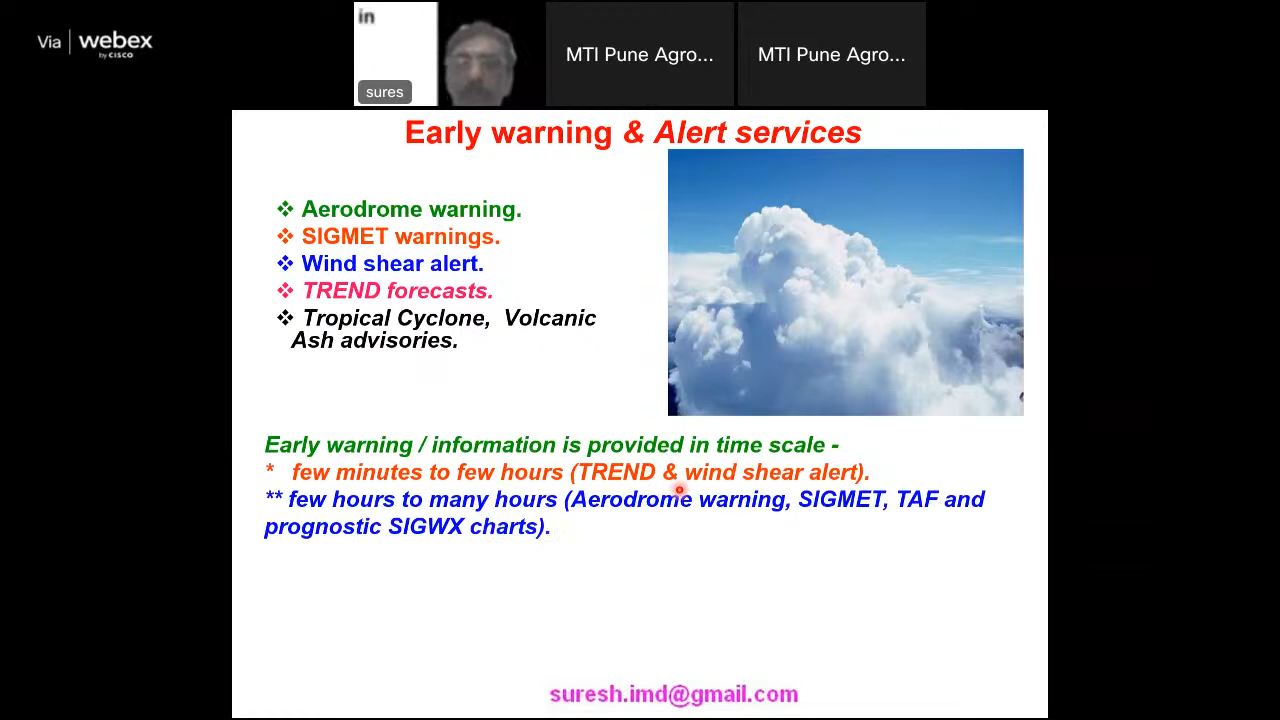 Via webex
by CISCO
in
sures
MTI Pune Agro...
MTI Pune Agro...
Early warning & Alert services
❖ Aerodrome warning.
❖ SIGMET warnings.
❖ Wind shear alert.
❖ TREND forecasts.
❖ Tropical Cyclone, Volcanic
Ash advisories.
Early warning / information is provided in time scale -
* few minutes to few hours (TREND & wind shear alert).
** few hours to many hours (Aerodrome warning, SIGMET, TAF and
prognostic SIGWX charts).
suresh.imd@gmail.com